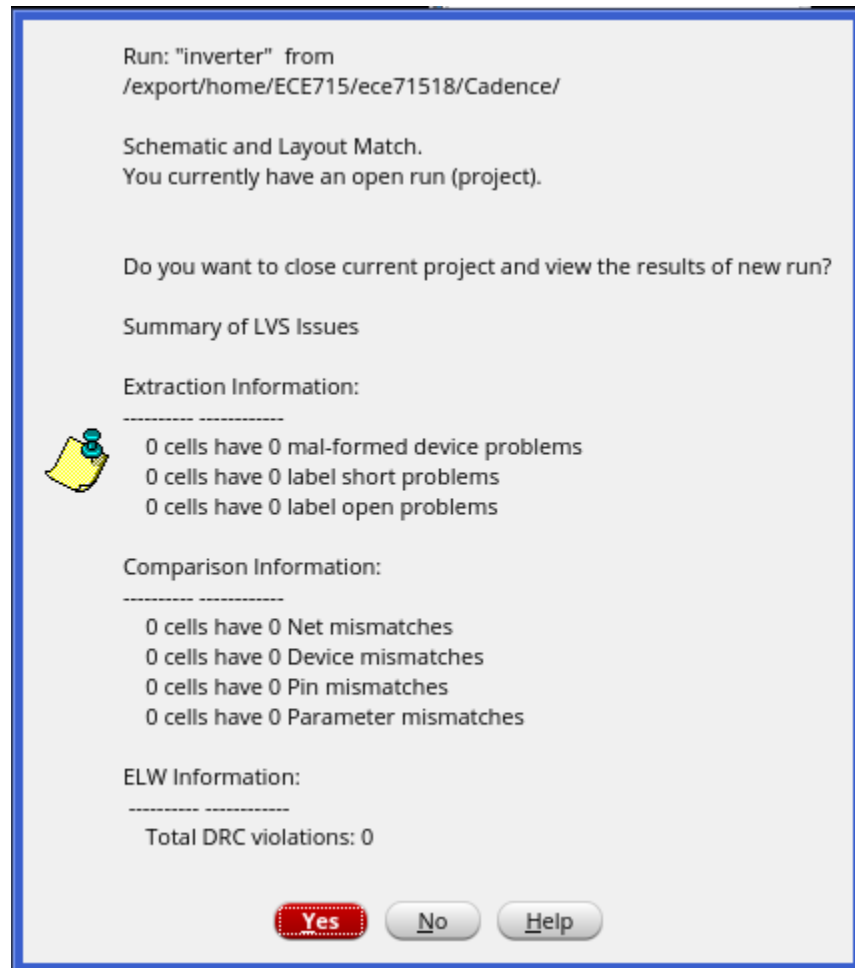 Run: "inverter"  from
/export/home/ECE715/ece71518/Cadence/
Schematic and Layout Match.
You currently have an open run (project).
Do you want to close current project and view the results of new run?
Summary of LVS Issues
Extraction Information:
---------- ------------
0 cells have 0 mal-formed device problems
0 cells have 0 label short problems
0 cells have 0 label open problems
Comparison Information:
---------- ------------
0 cells have 0 Net mismatches
0 cells have 0 Device mismatches
0 cells have 0 Pin mismatches
0 cells have 0 Parameter mismatches
ELW Information:
---------- ------------
Total DRC violations: 0
Yes No Help